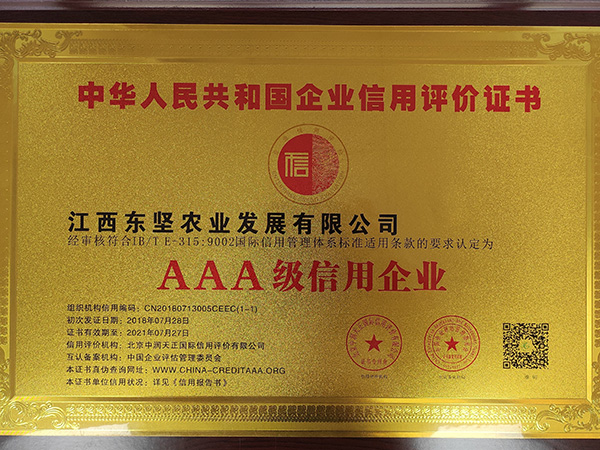 中华人民共和国企业信用评价证书
信
江西东坚农业发展有限公司
经审核符合IB/T E-315:9002国际信用管理体系标准适用条款的要求认定为
AAA级信用企业
组织机构信用编码：CN20180713005CEEC(1-1)
初次发证日期：2018年07月28日
证书有效期至：2021年07月27日
信用评价机构：北京中润天正国际信用评价有限公司
互认备案机构：中国企业评估管理委员会
本证书真伪查询网址：WWW.CHINA-CREDITAAA.ORG
本证书单位信用状况：详见《信用报告书》